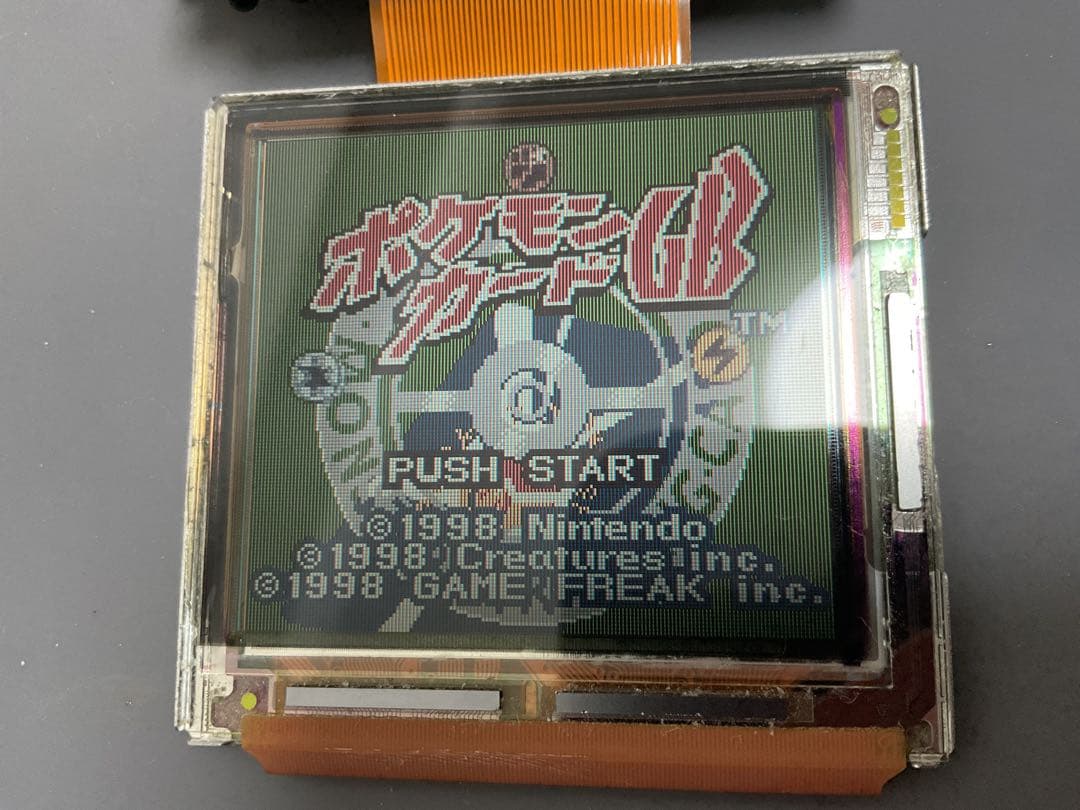 ポケモン
カードGB
TM
PUSH START
©1998 Nintendo
©1998 Creatures inc.
©1998 GAME FREAK inc.